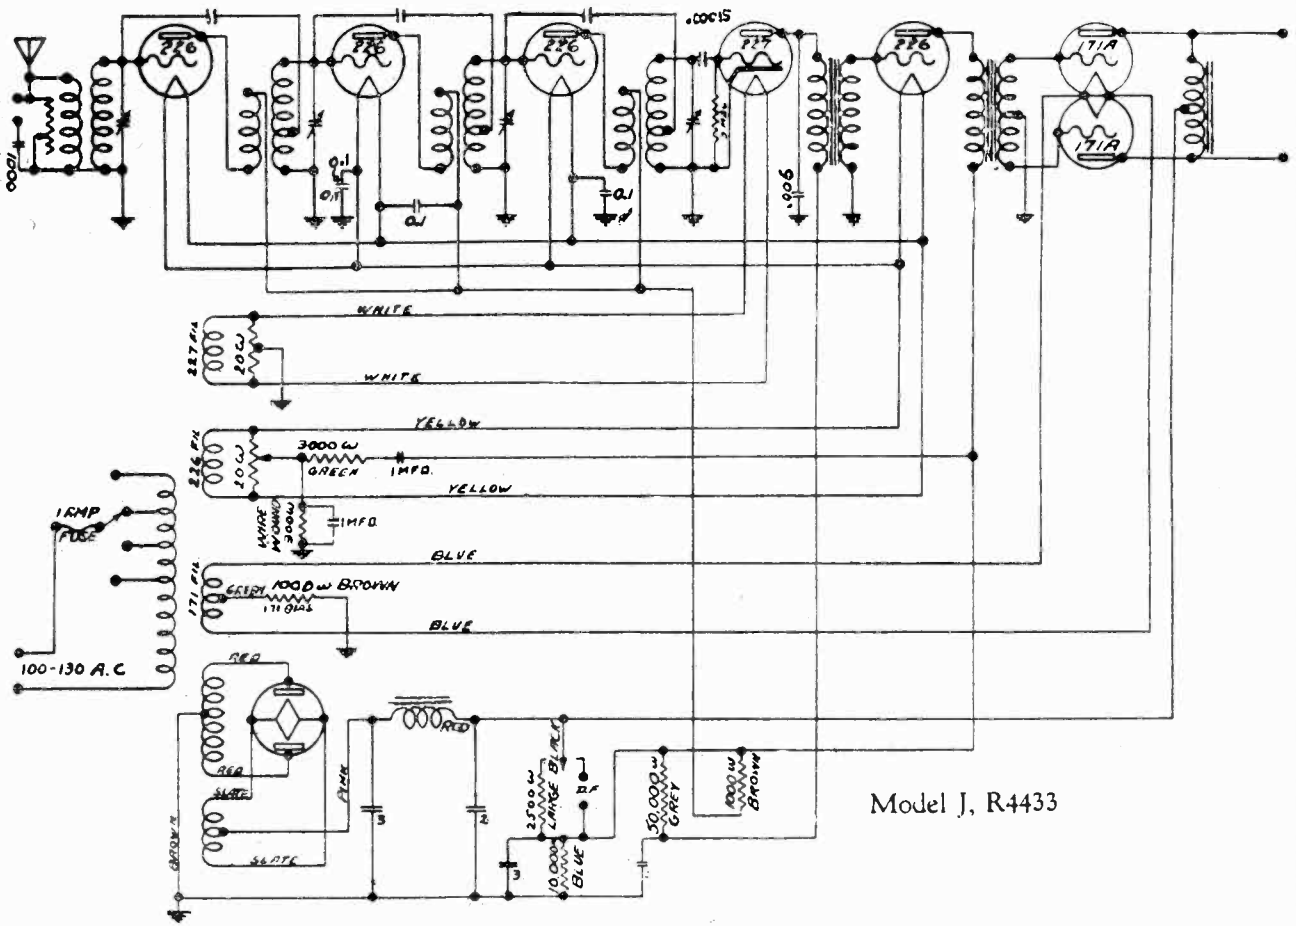 .00015
226
226
226
227
226
171A
171A
.0001
0.1
0.1
0.1
0.1
2 MEG
.06
WHITE
227 FIL
20 W
WHITE
YELLOW
226 FIL
20 W
3000 W
GREEN
1 MFD.
YELLOW
WIRE
WOUND
300 W
1 MFD
1 AMP
FUSE
BLUE
171 FIL
GREEN
1000 W BROWN
171 BIAS
BLUE
100-130 A.C
RED
RED
SLATE
SLATE
BROWN
PINK
RED
2
3
2500 W
LARGE BLACK
D.F
10,000 W
BLUE
50,000 W
GREY
1000 W
BROWN
Model J, R4433